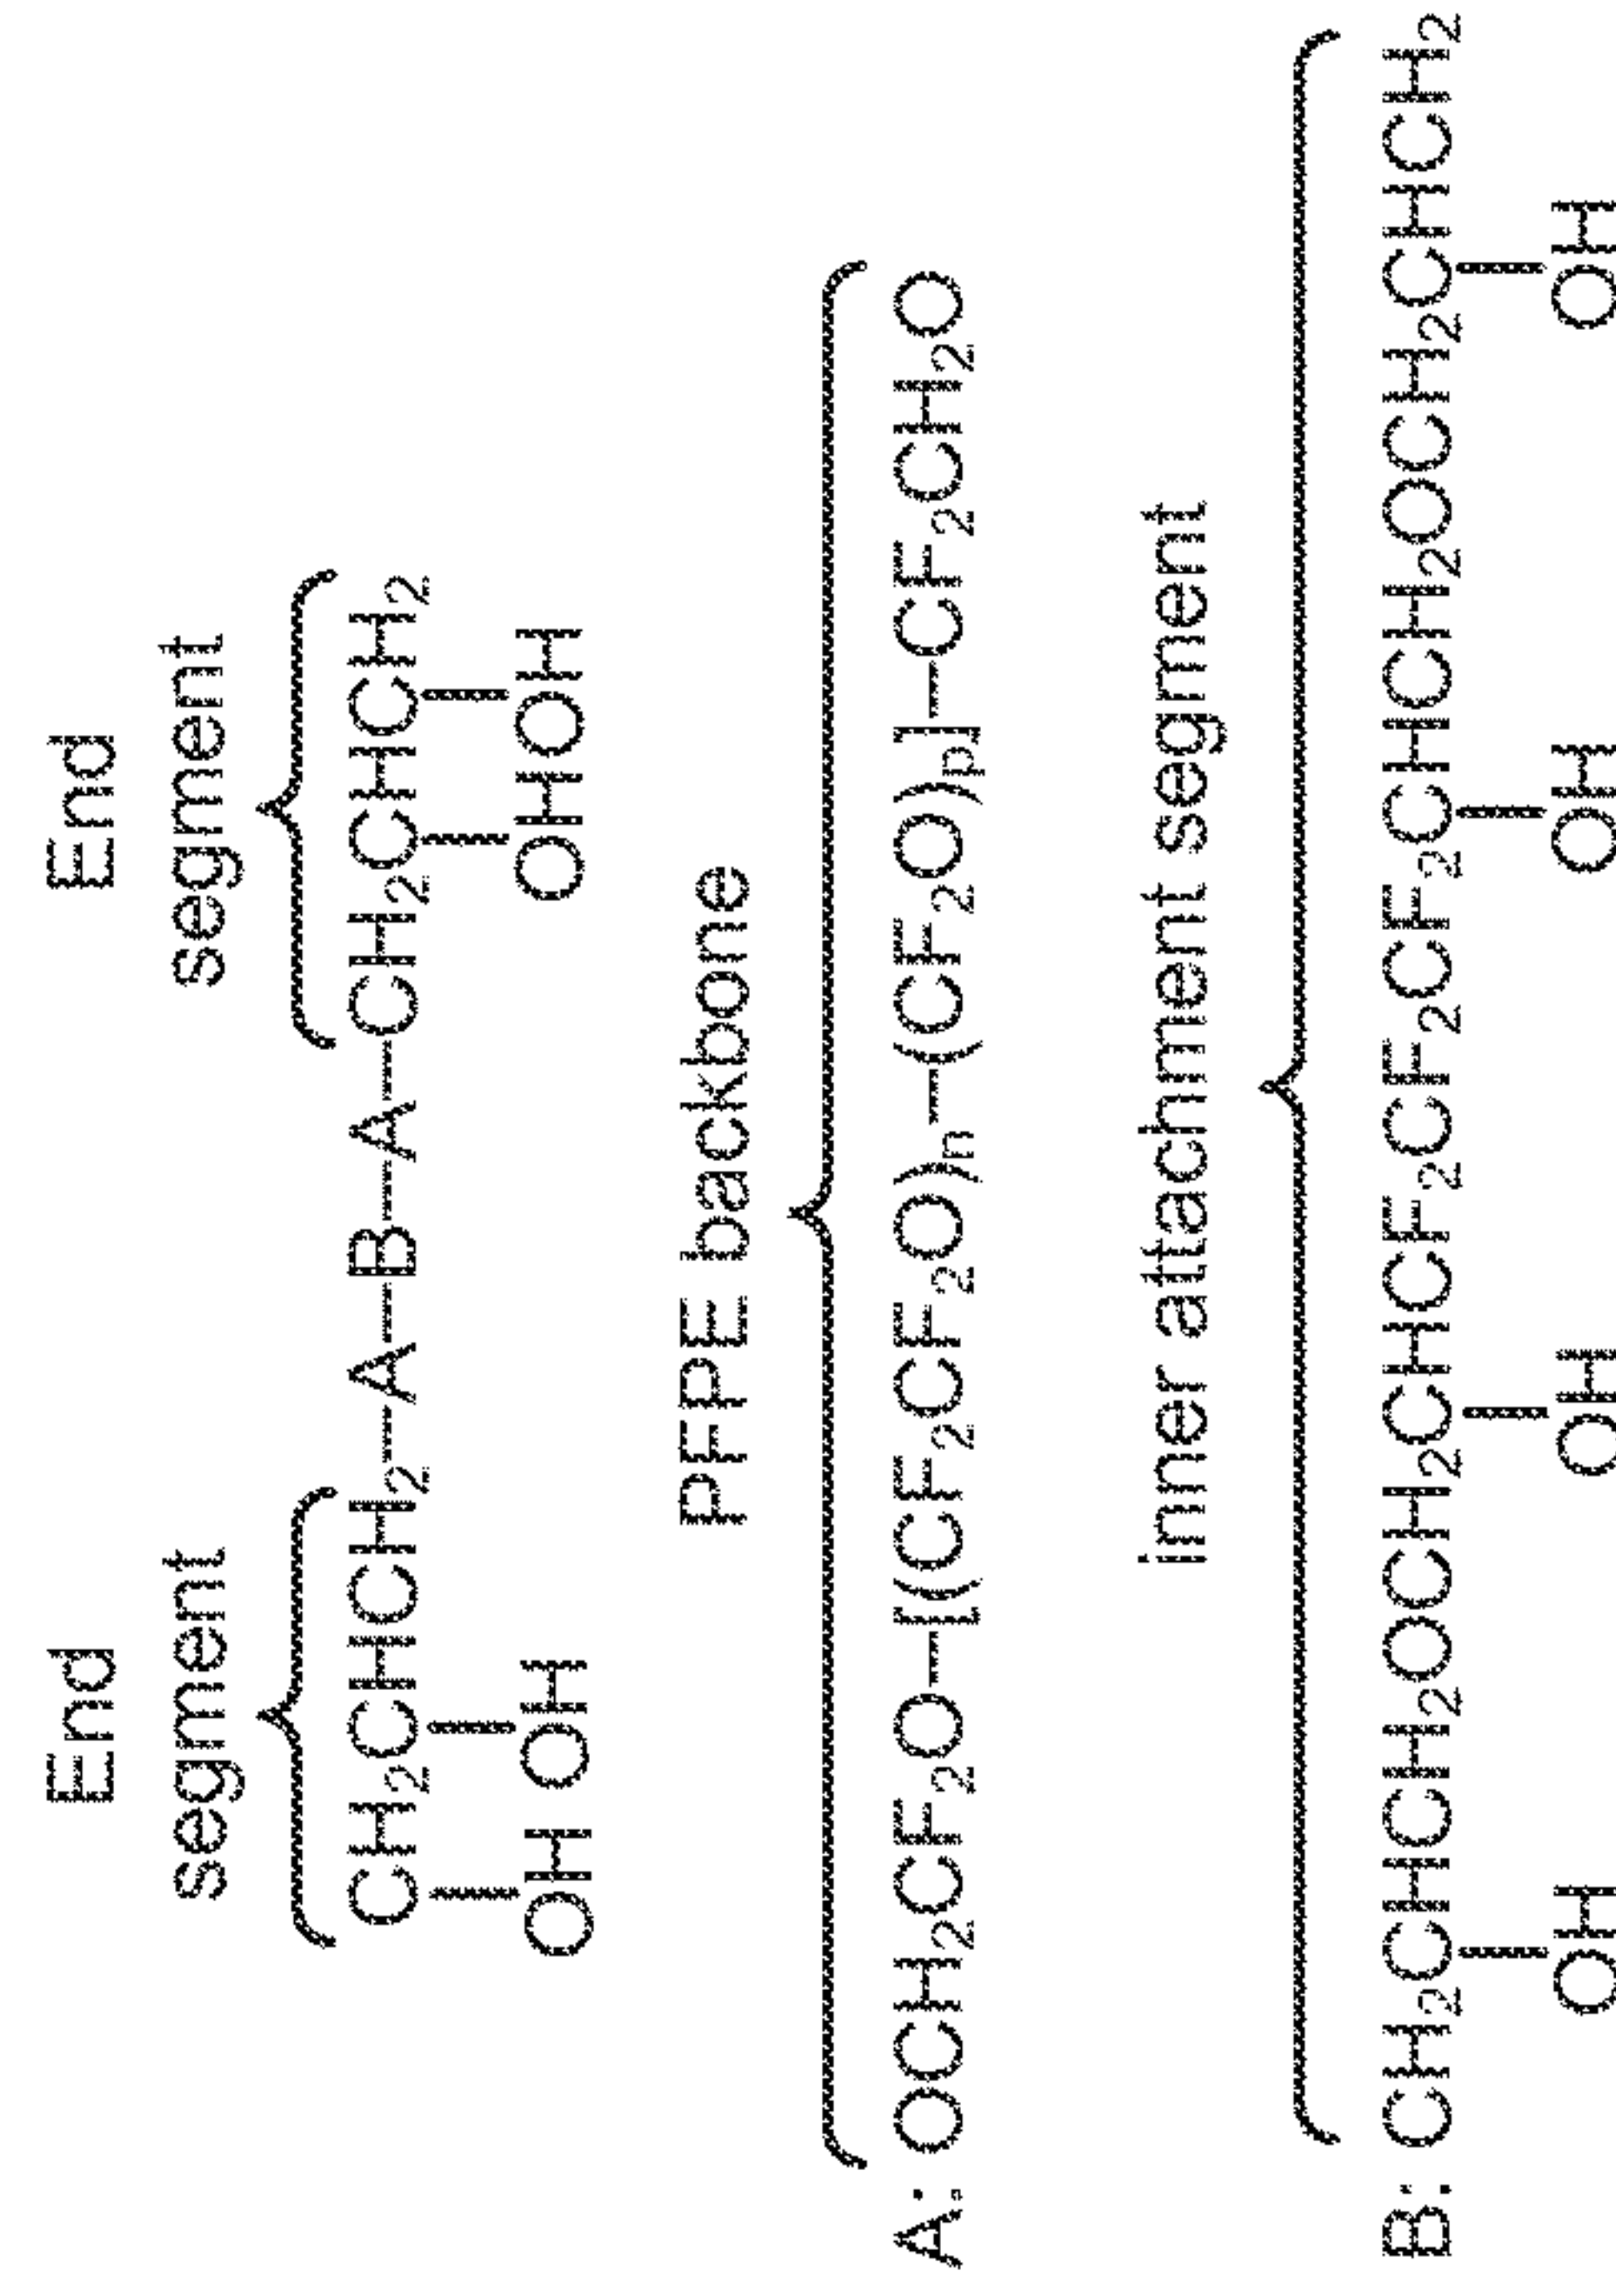 End End
segment segment
CH₂CHCH₂—A—B—A—CH₂CHCH₂
OH OH OHOH
PFPE backbone
A: OCH₂CF₂O—[(CF₂CF₂O)ₙ—(CF₂O)ₚ]—CF₂CH₂O
inner attachment segment
B: CH₂CHCH₂OCH₂CHCF₂CF₂CF₂CHCH₂OCH₂CHCH₂
OH OH OH OH